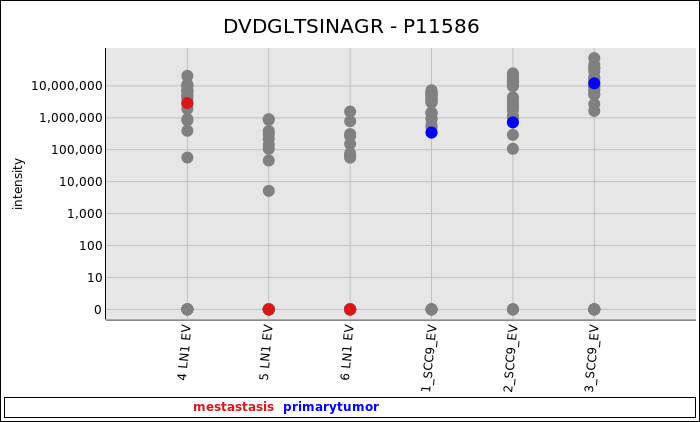 DVDGLTSINAGR - P11586
intensity
10,000,000
1,000,000
100,000
10,000
1,000
100
10
0
4 LN1 EV
5 LN1 EV
6 LN1 EV
1_SCC9_EV
2_SCC9_EV
3_SCC9_EV
mestastasis primarytumor